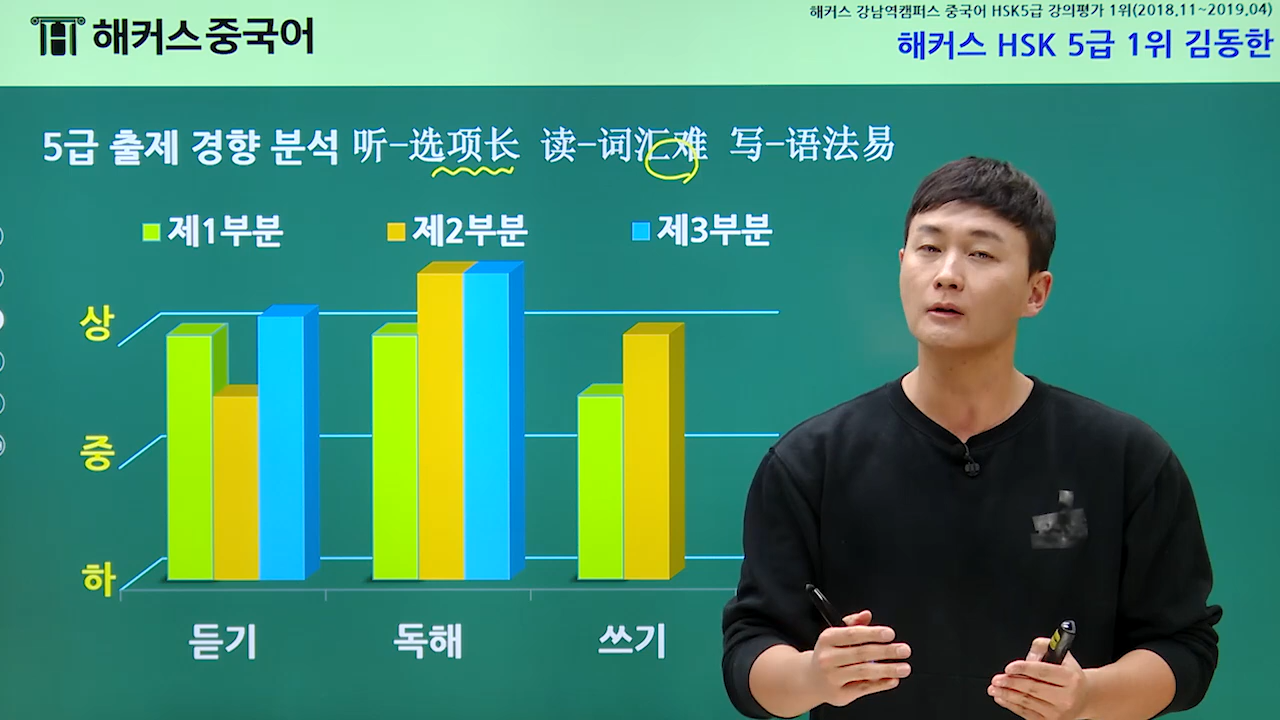 해커스중국어
해커스 강남역캠퍼스 중국어 HSK5급 강의평가 1위(2018.11~2019.04)
해커스 HSK 5급 1위 김동한
5급 출제 경향 분석 听-选项长 读-词汇难 写-语法易
제1부분 제2부분 제3부분
상
중
하
듣기 독해 쓰기